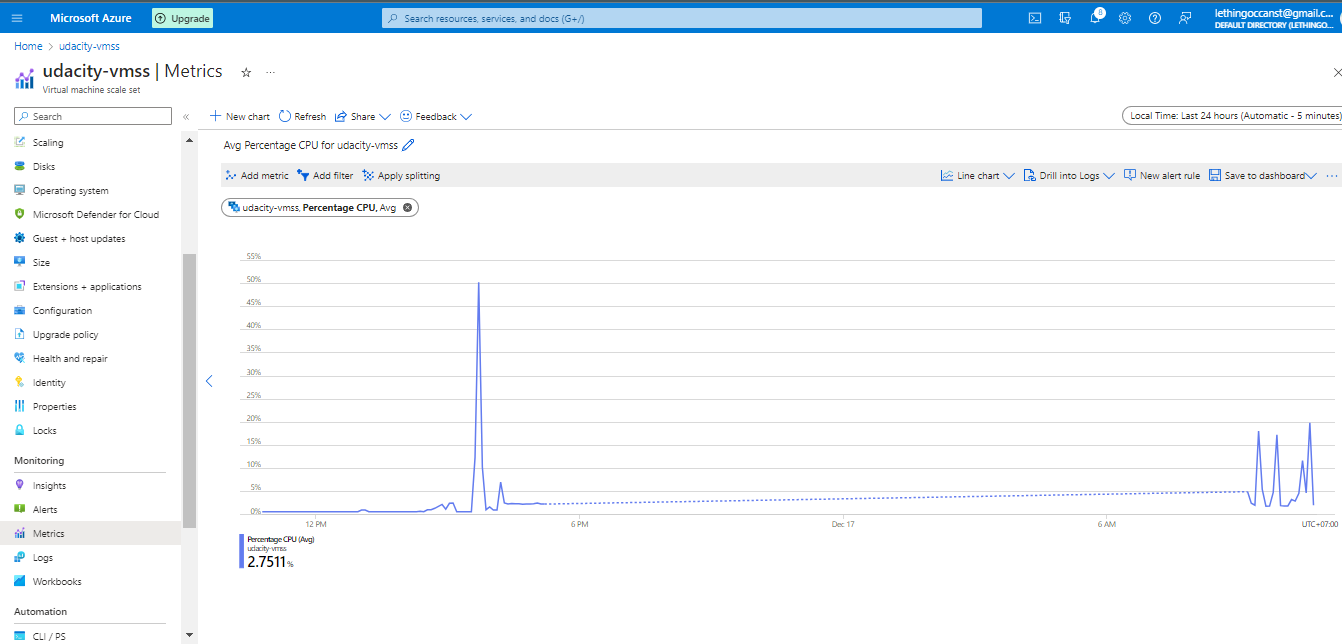 Microsoft Azure
Upgrade
Search resources, services, and docs (G+/)
8
lethingoccanst@gmail.c...
DEFAULT DIRECTORY (LETHINGO...
Home > udacity-vmss
udacity-vmss | Metrics ☆ ...
Virtual machine scale set
Search «
New chart Refresh Share Feedback
Local Time: Last 24 hours (Automatic - 5 minutes)
Scaling
Disks
Operating system
Microsoft Defender for Cloud
Guest + host updates
Size
Extensions + applications
Configuration
Upgrade policy
Health and repair
Identity
Properties
Locks
Monitoring
Insights
Alerts
Metrics
Logs
Workbooks
Automation
CLI / PS
Avg Percentage CPU for udacity-vmss
Add metric Add filter Apply splitting Line chart Drill into Logs New alert rule Save to dashboard ...
udacity-vmss, Percentage CPU, Avg
55%
50%
45%
40%
35%
30%
25%
20%
15%
10%
5%
0%
12 PM 6 PM Dec 17 6 AM UTC+07:00
Percentage CPU (Avg)
udacity-vmss
2.7511 %